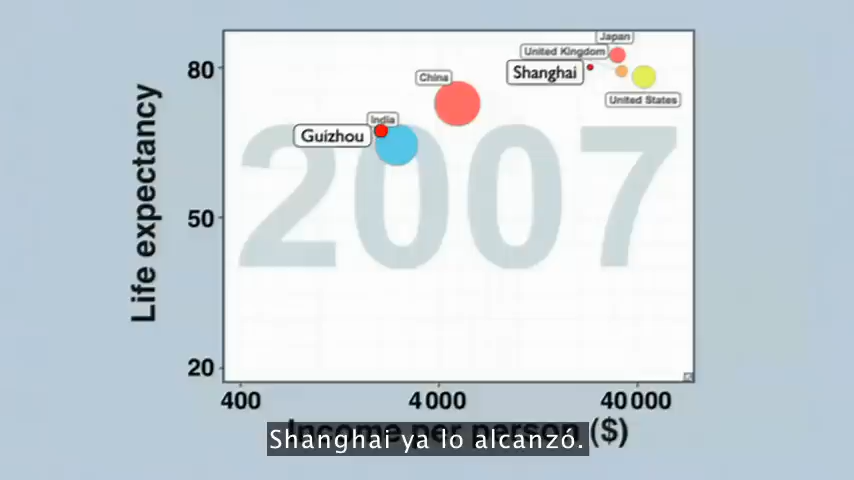 Japan
United Kingdom
80
Shanghai
China
United States
India
Guizhou
2007
Life expectancy
50
20
400
4000
40000
Income per person ($)
Shanghai ya lo alcanzó.